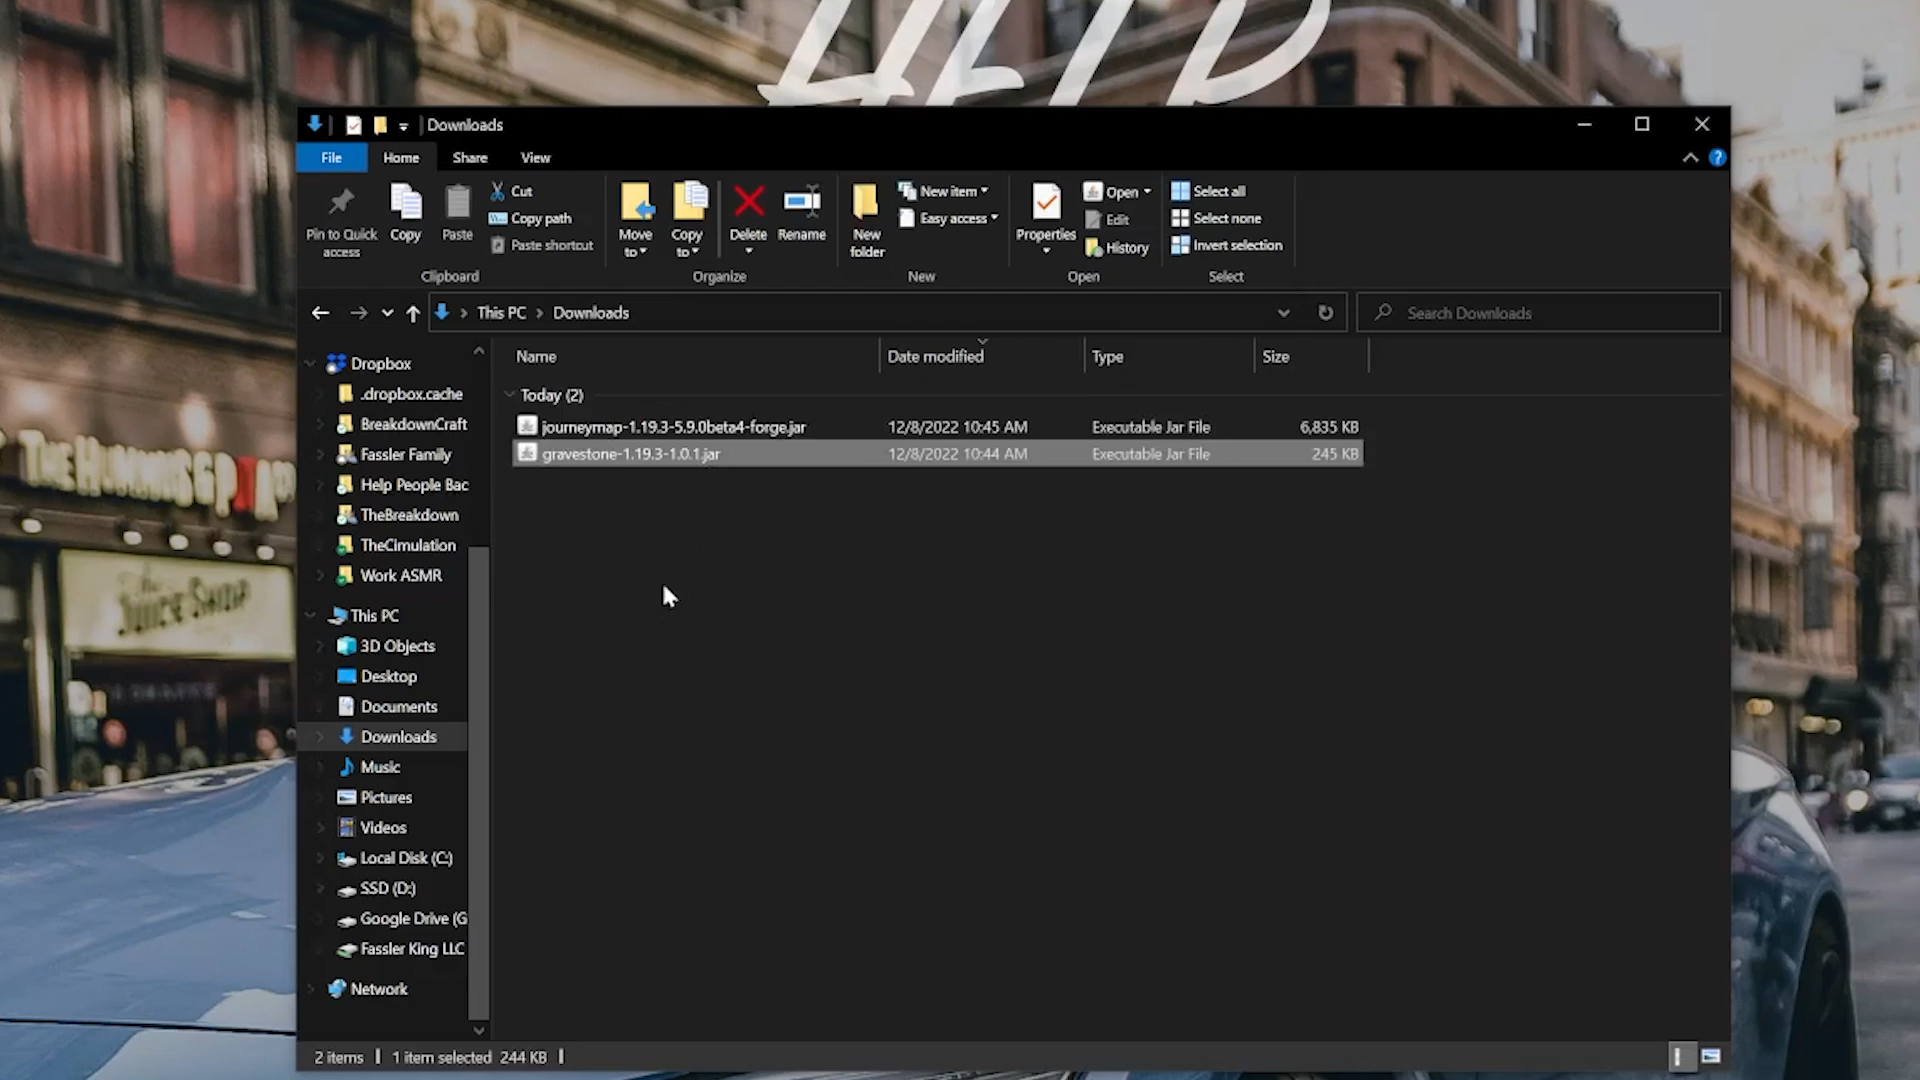 HELP
Downloads
File Home Share View
Pin to Quick access
Copy
Paste
Cut
Copy path
Paste shortcut
Clipboard
Move to
Copy to
Delete
Rename
Organize
New folder
New item
Easy access
New
Properties
Open
Edit
History
Open
Select all
Select none
Invert selection
Select
This PC > Downloads
Search Downloads
Name Date modified Type Size
Today (2)
journeymap-1.19.3-5.9.0beta4-forge.jar 12/8/2022 10:45 AM Executable Jar File 6,835 KB
gravestone-1.19.3-1.0.1.jar 12/8/2022 10:44 AM Executable Jar File 245 KB
Dropbox
.dropbox.cache
BreakdownCraft
Fassler Family
Help People Bac
TheBreakdown
TheCimulation
Work ASMR
This PC
3D Objects
Desktop
Documents
Downloads
Music
Pictures
Videos
Local Disk (C:)
SSD (D:)
Google Drive (G
Fassler King LLC
Network
2 items 1 item selected 244 KB